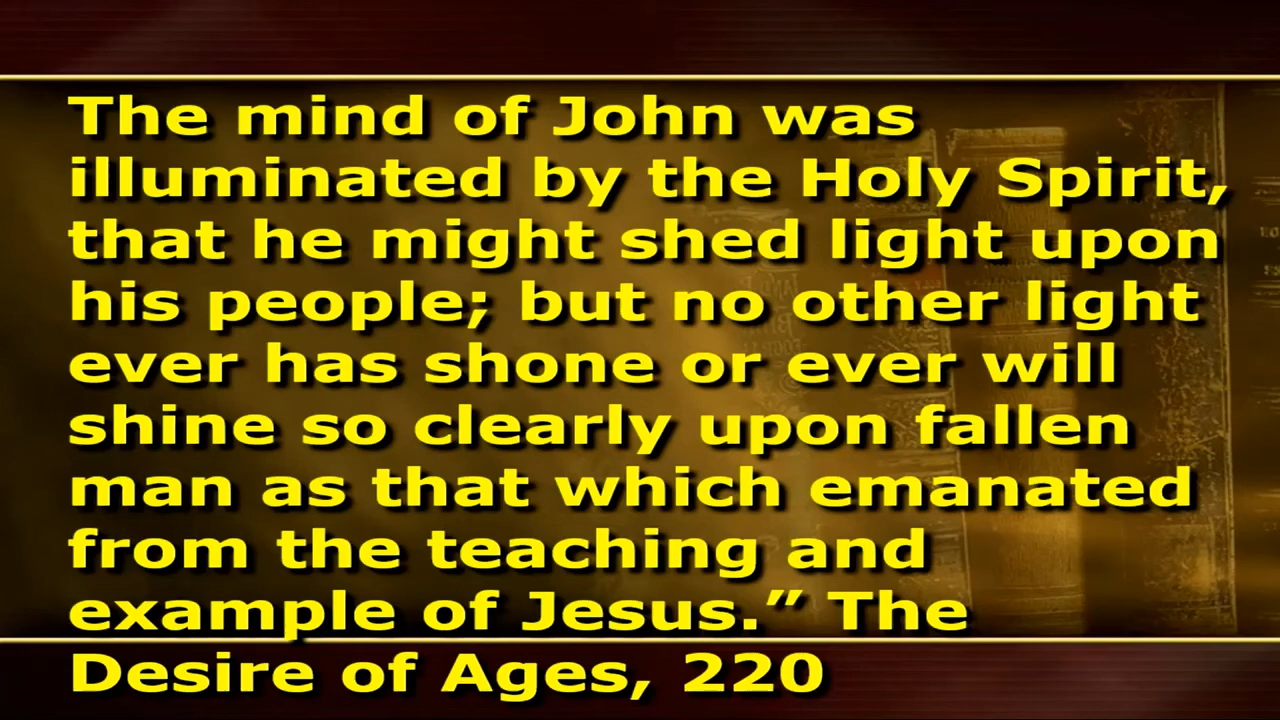 The mind of John was
illuminated by the Holy Spirit,
that he might shed light upon
his people; but no other light
ever has shone or ever will
shine so clearly upon fallen
man as that which emanated
from the teaching and
example of Jesus.” The
Desire of Ages, 220